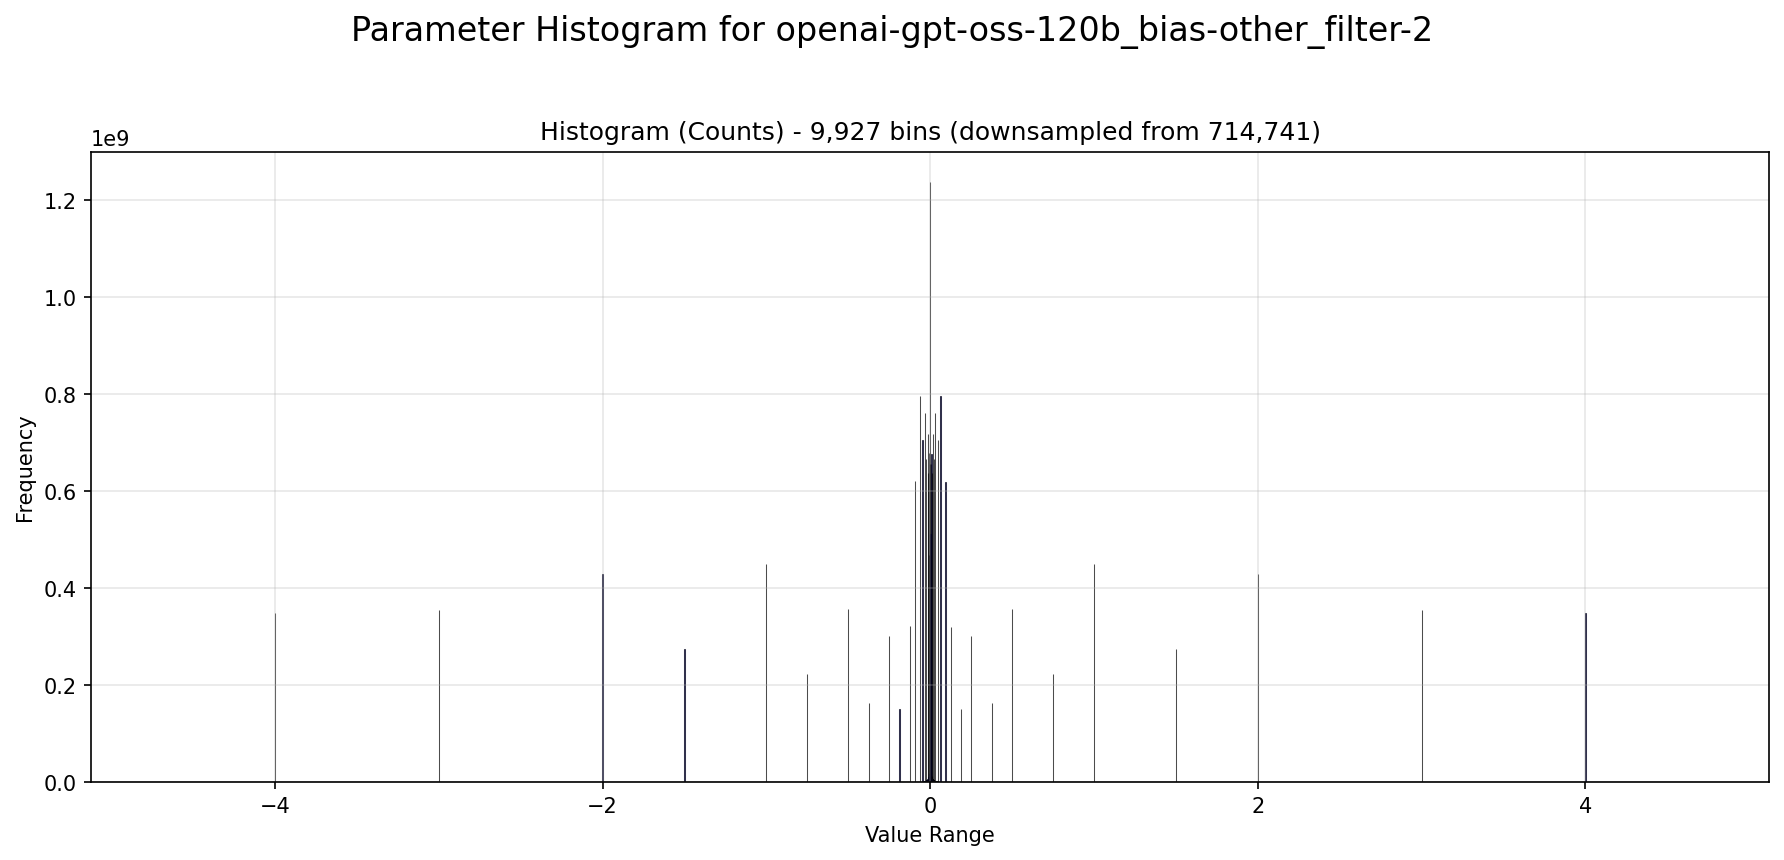 Parameter Histogram for openai-gpt-oss-120b_bias-other_filter-2
Histogram (Counts) - 9,927 bins (downsampled from 714,741)
1e9
1.2
1.0
0.8
0.6
0.4
0.2
0.0
Frequency
−4
−2
0
2
4
Value Range